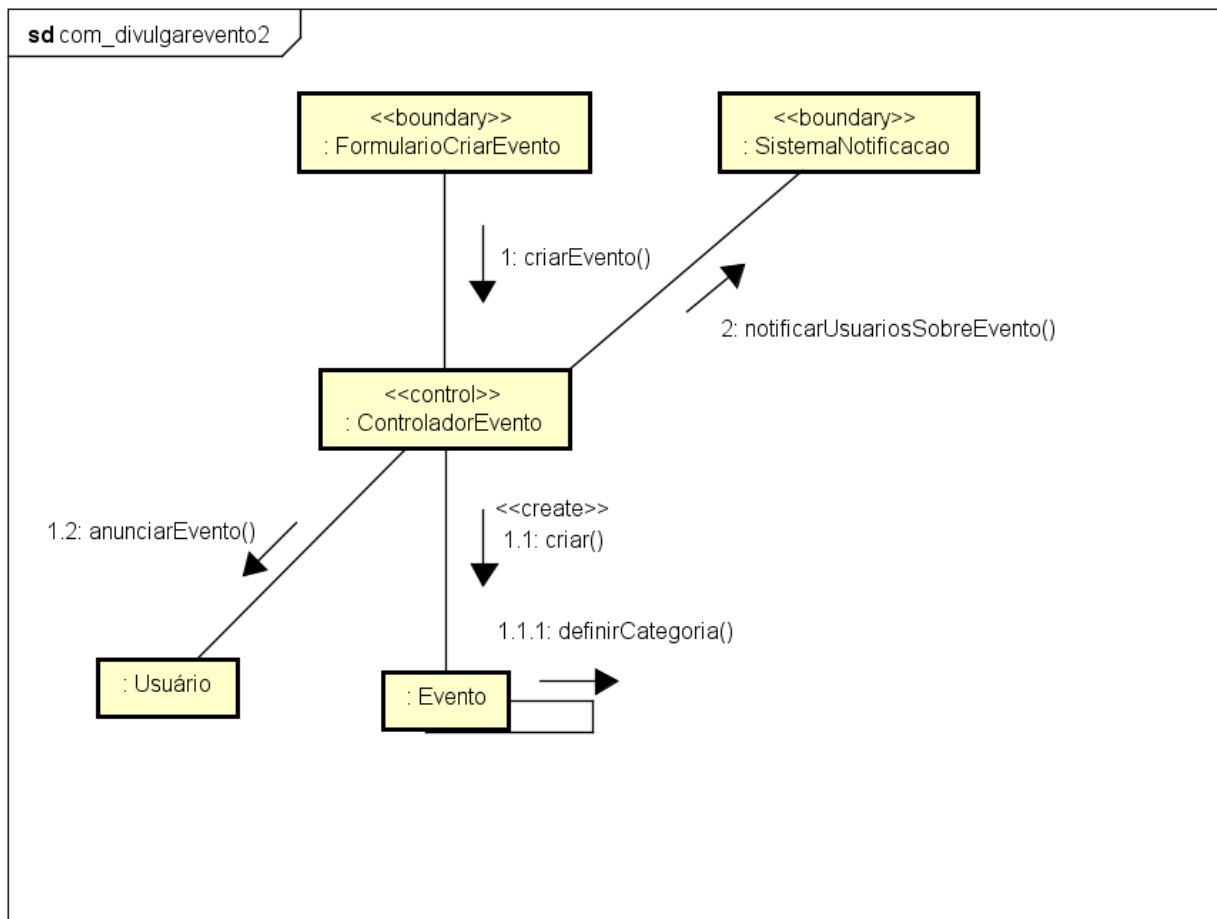 sd com_divulgarevento2
<<boundary>>
: FormularioCriarEvento
<<boundary>>
: SistemaNotificacao
1: criarEvento()
2: notificarUsuariosSobreEvento()
<<control>>
: ControladorEvento
1.2: anunciarEvento()
<<create>>
1.1: criar()
1.1.1: definirCategoria()
: Usuário
: Evento